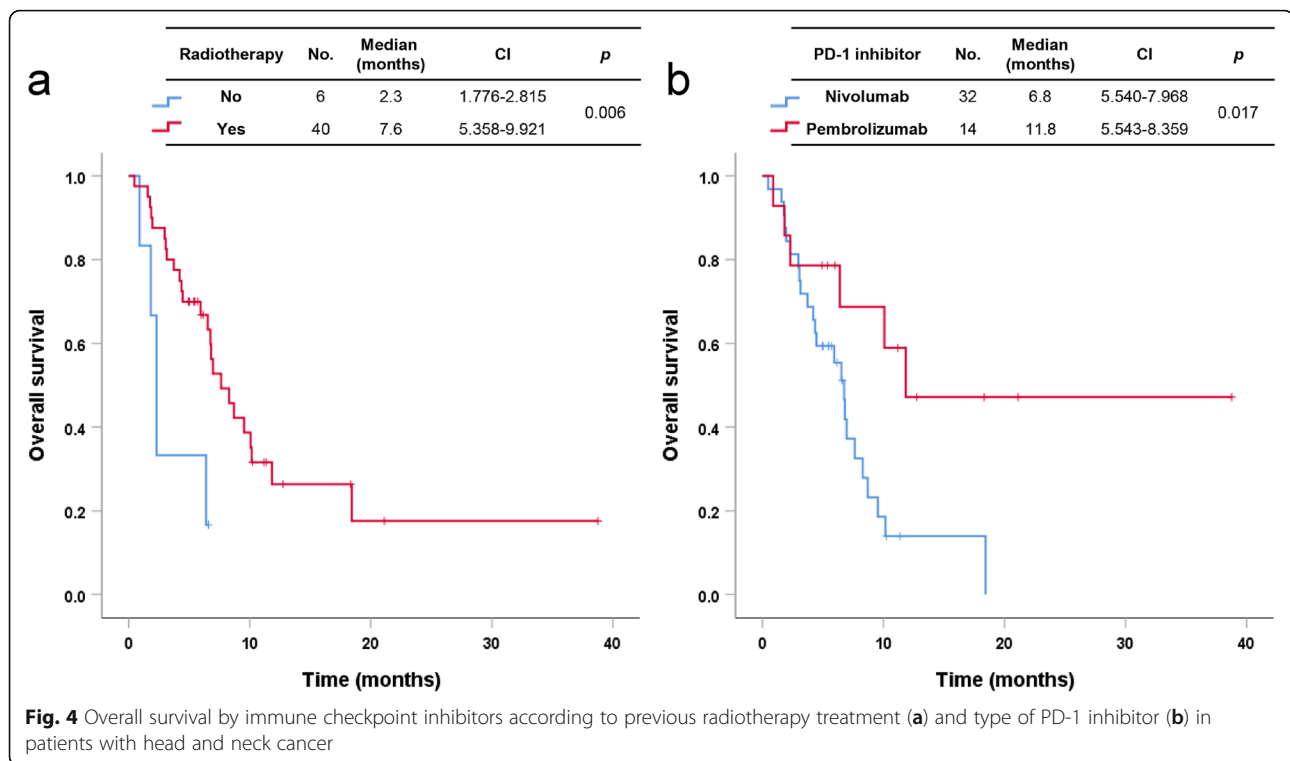 a
Radiotherapy No. Median (months) CI p
No 6 2.3 1.776-2.815 0.006
Yes 40 7.6 5.358-9.921
1.0
0.8
0.6
0.4
0.2
0.0
Overall survival
0 10 20 30 40
Time (months)
b
PD-1 inhibitor No. Median (months) CI p
Nivolumab 32 6.8 5.540-7.968 0.017
Pembrolizumab 14 11.8 5.543-8.359
1.0
0.8
0.6
0.4
0.2
0.0
Overall survival
0 10 20 30 40
Time (months)
Fig. 4 Overall survival by immune checkpoint inhibitors according to previous radiotherapy treatment (a) and type of PD-1 inhibitor (b) in
patients with head and neck cancer